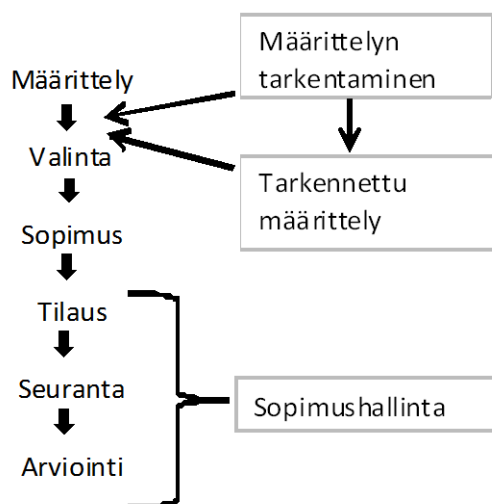 Määrittely
Valinta
Sopimus
Tilaus
Seuranta
Arviointi
Määrittelyn
tarkentaminen
Tarkennettu
määrittely
Sopimushallinta